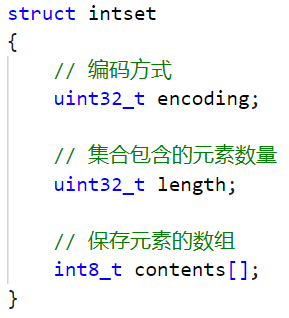 struct intset
{
    // 编码方式
    uint32_t encoding;

    // 集合包含的元素数量
    uint32_t length;

    // 保存元素的数组
    int8_t contents[];
}